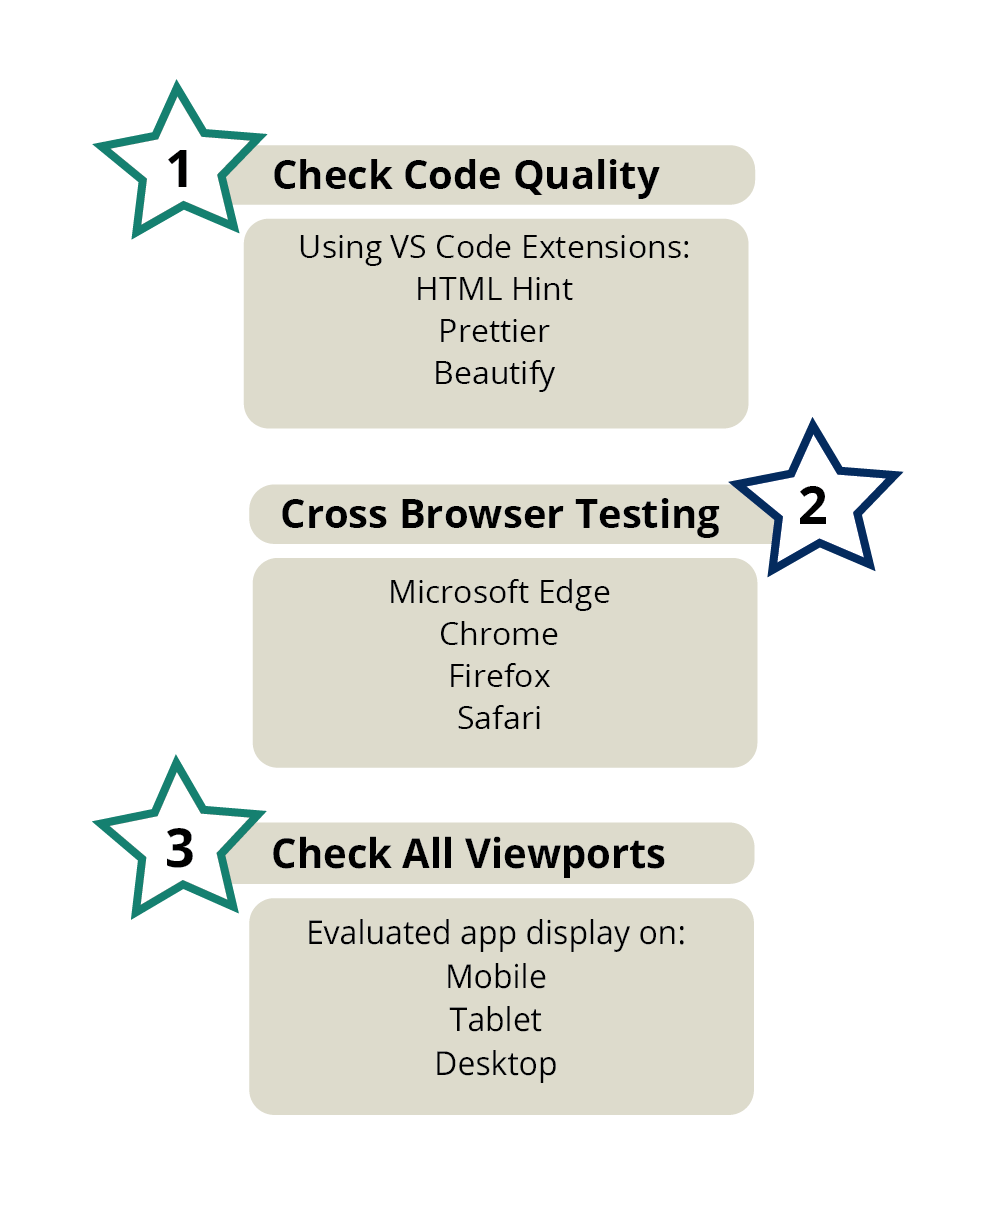 1
Check Code Quality
Using VS Code Extensions:
HTML Hint
Prettier
Beautify
Cross Browser Testing
2
Microsoft Edge
Chrome
Firefox
Safari
3
Check All Viewports
Evaluated app display on:
Mobile
Tablet
Desktop